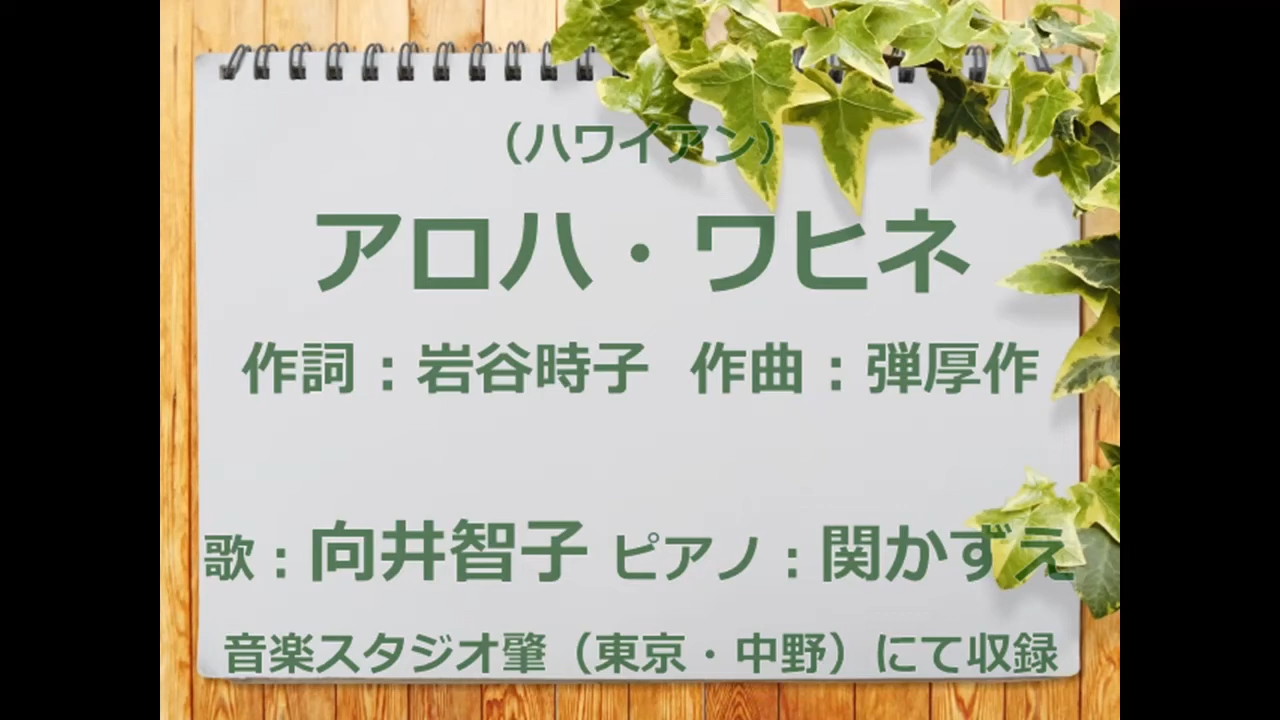 （ハワイアン）
アロハ・ワヒネ
作詞：岩谷時子 作曲：弾厚作
歌：向井智子 ピアノ：関かずえ
音楽スタジオ肇（東京・中野）にて収録